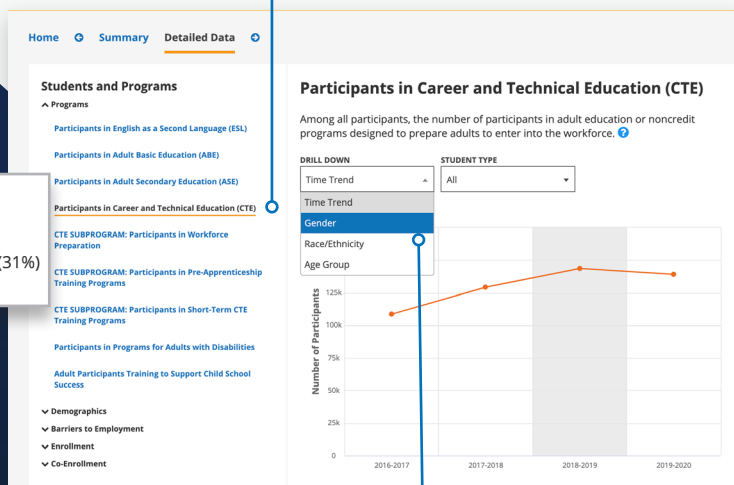 Home Summary Detailed Data
Students and Programs
Programs
Participants in English as a Second Language (ESL)
Participants in Adult Basic Education (ABE)
Participants in Adult Secondary Education (ASE)
Participants in Career and Technical Education (CTE)
CTE SUBPROGRAM: Participants in Workforce
Preparation
(31%)
CTE SUBPROGRAM: Participants in Pre-Apprenticeship
Training Programs
CTE SUBPROGRAM: Participants in Short-Term CTE
Training Programs
Participants in Programs for Adults with Disabilities
Adult Participants Training to Support Child School
Success
Demographics
Barriers to Employment
Enrollment
Co-Enrollment
Participants in Career and Technical Education (CTE)
Among all participants, the number of participants in adult education or noncredit
programs designed to prepare adults to enter into the workforce. ?
DRILL DOWN STUDENT TYPE
Time Trend All
Time Trend
Gender
Race/Ethnicity
Age Group
Number of Participants
125k
100k
75k
50k
25k
0
2016-2017 2017-2018 2018-2019 2019-2020